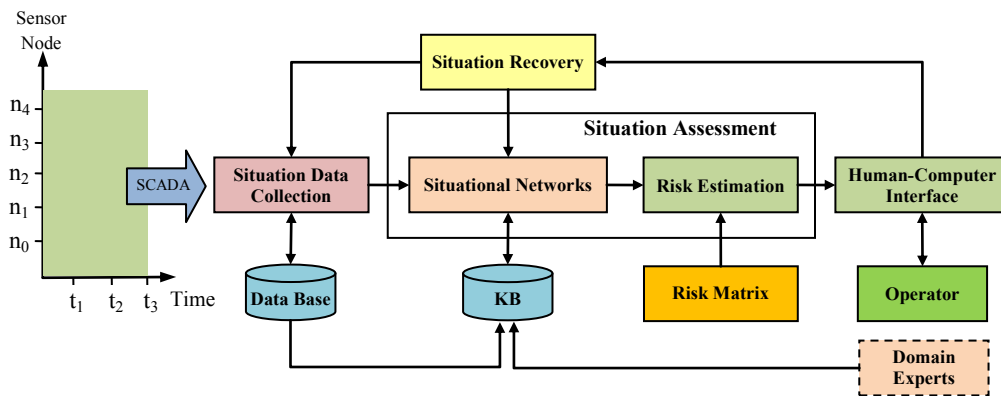 Sensor
Node
n4
n3
n2
n1
n0
t1 t2 t3 Time
SCADA
Situation Recovery
Situation Assessment
Situation Data
Collection
Situational Networks
Risk Estimation
Human-Computer
Interface
Data Base
KB
Risk Matrix
Operator
Domain
Experts